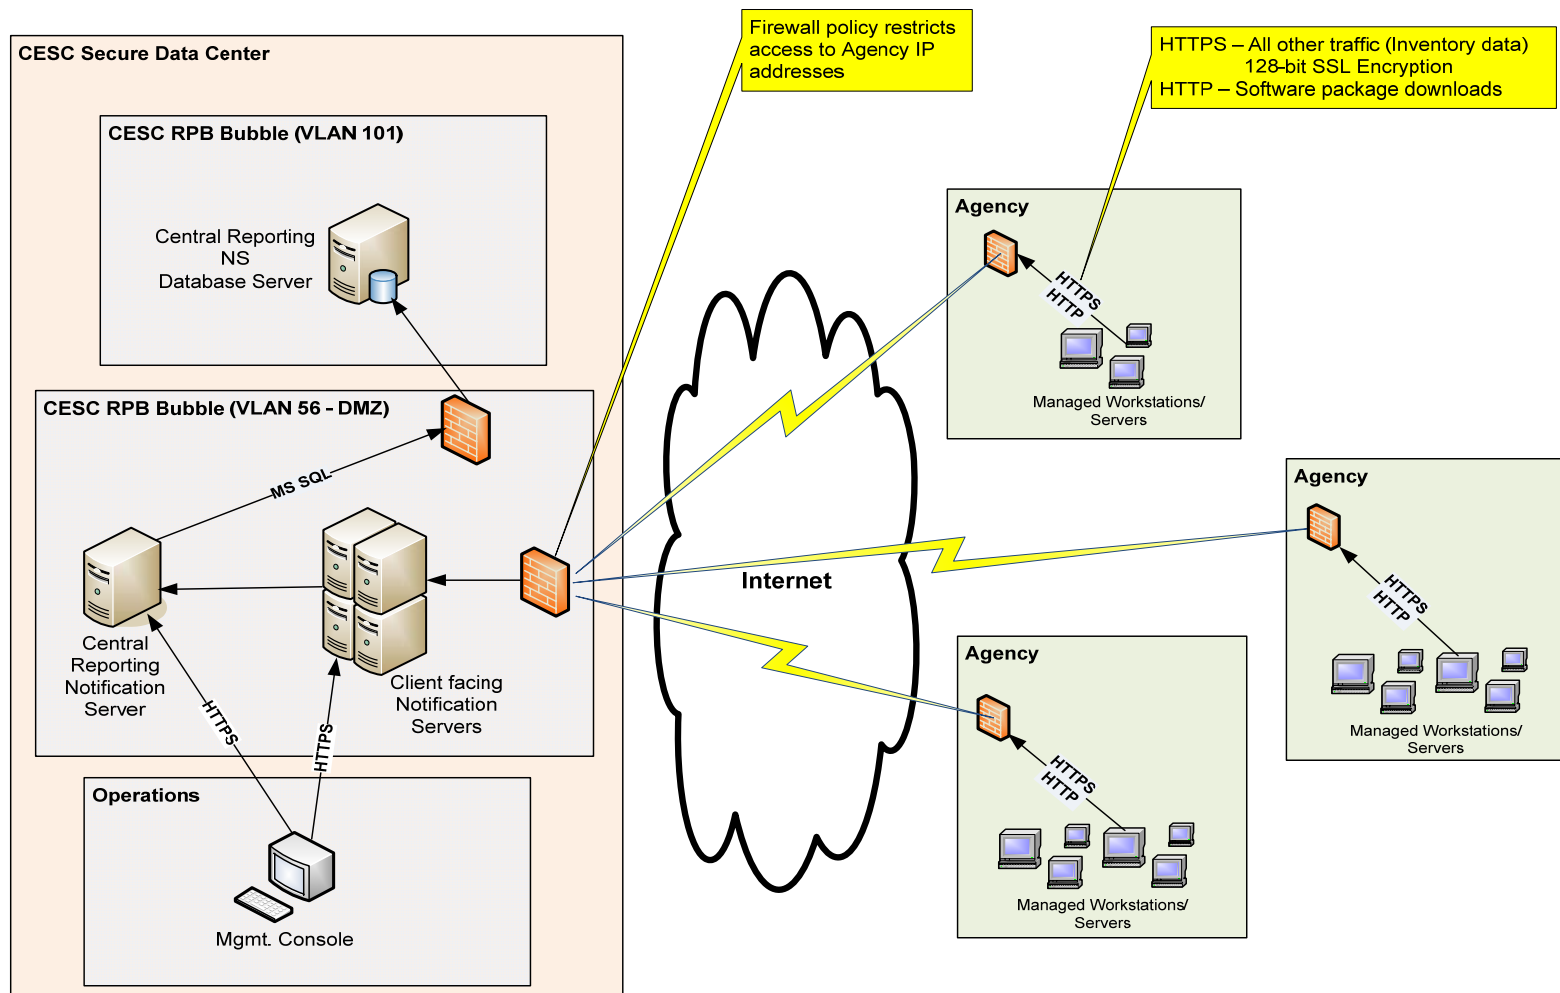 CESC Secure Data Center
CESC RPB Bubble (VLAN 101)
Central Reporting
NS
Database Server
CESC RPB Bubble (VLAN 56 - DMZ)
MS SQL
Central
Reporting
Notification
Server
Client facing
Notification
Servers
HTTPS
HTTPS
Operations
Mgmt. Console
Firewall policy restricts
access to Agency IP
addresses
Internet
HTTPS – All other traffic (Inventory data)
128-bit SSL Encryption
HTTP – Software package downloads
Agency
HTTPS
HTTP
Managed Workstations/
Servers
Agency
HTTPS
HTTP
Managed Workstations/
Servers
Agency
HTTPS
HTTP
Managed Workstations/
Servers